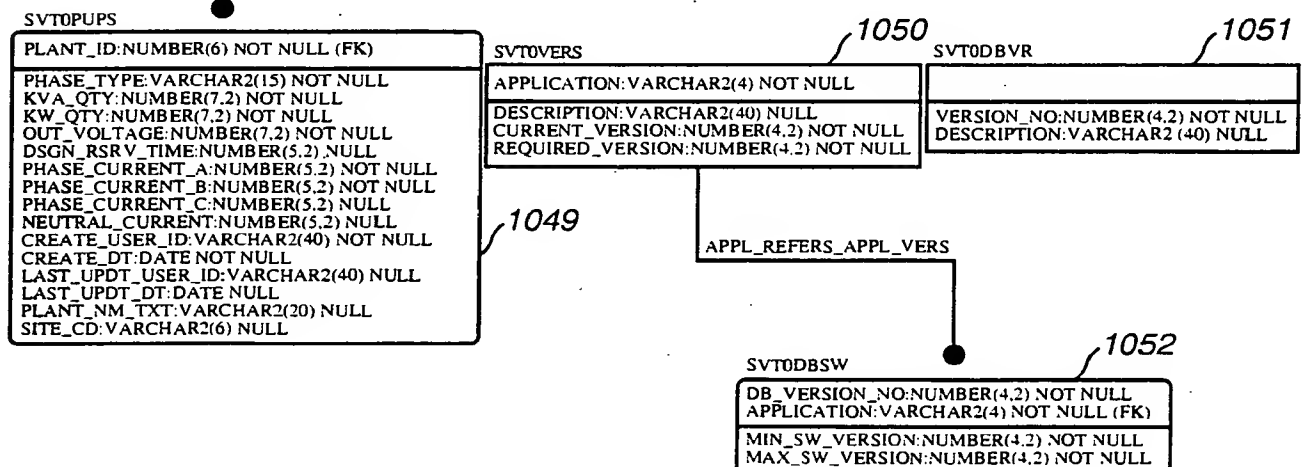 SVT0PUPS
PLANT_ID:NUMBER(6) NOT NULL (FK)
PHASE_TYPE:VARCHAR2(15) NOT NULL
KVA_QTY:NUMBER(7,2) NOT NULL
KW_QTY:NUMBER(7,2) NOT NULL
OUT_VOLTAGE:NUMBER(7,2) NOT NULL
DSGN_RSRV_TIME:NUMBER(5,2) NULL
PHASE_CURRENT_A:NUMBER(5,2) NOT NULL
PHASE_CURRENT_B:NUMBER(5,2) NOT NULL
PHASE_CURRENT_C:NUMBER(5,2) NOT NULL
NEUTRAL_CURRENT:NUMBER(5,2) NULL
CREATE_USER_ID:VARCHAR2(40) NOT NULL
CREATE_DT:DATE NOT NULL
LAST_UPDT_USER_ID:VARCHAR2(40) NULL
LAST_UPDT_DT:DATE NULL
PLANT_NM_TXT:VARCHAR2(20) NULL
SITE_CD:VARCHAR2(6) NULL
1049
SVT0VERS
1050
APPLICATION:VARCHAR2(4) NOT NULL
DESCRIPTION:VARCHAR2(40) NULL
CURRENT_VERSION:NUMBER(4,2) NOT NULL
REQUIRED_VERSION:NUMBER(4,2) NOT NULL
SVT0DBVR
1051
VERSION_NO:NUMBER(4,2) NOT NULL
DESCRIPTION:VARCHAR2 (40) NULL
APPL_REFERS_APPL_VERS
SVT0DBSW
1052
DB_VERSION_NO:NUMBER(4,2) NOT NULL
APPLICATION:VARCHAR2(4) NOT NULL (FK)
MIN_SW_VERSION:NUMBER(4,2) NOT NULL
MAX_SW_VERSION:NUMBER(4,2) NOT NULL